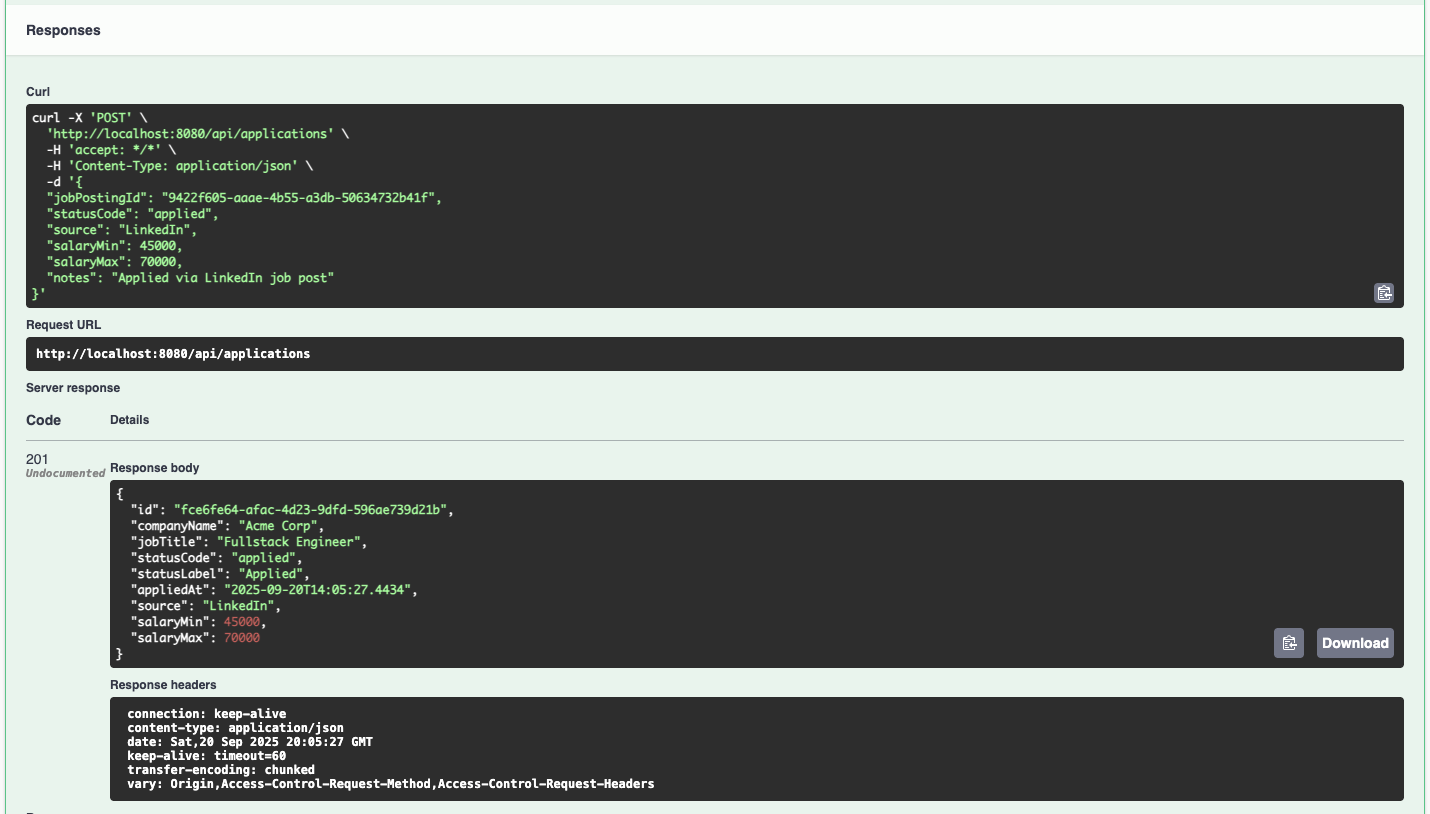 Responses
Curl
curl -X 'POST' \
  'http://localhost:8080/api/applications' \
  -H 'accept: */*' \
  -H 'Content-Type: application/json' \
  -d '{
  "jobPostingId": "9422f605-aaae-4b55-a3db-50634732b41f",
  "statusCode": "applied",
  "source": "LinkedIn",
  "salaryMin": 45000,
  "salaryMax": 70000,
  "notes": "Applied via LinkedIn job post"
}'
Request URL
http://localhost:8080/api/applications
Server response
Code Details
201
Undocumented
Response body
{
  "id": "fce6fe64-afac-4d23-9dfd-596ae739d21b",
  "companyName": "Acme Corp",
  "jobTitle": "Fullstack Engineer",
  "statusCode": "applied",
  "statusLabel": "Applied",
  "appliedAt": "2025-09-20T14:05:27.4434",
  "source": "LinkedIn",
  "salaryMin": 45000,
  "salaryMax": 70000
}
Download
Response headers
connection: keep-alive
content-type: application/json
date: Sat,20 Sep 2025 20:05:27 GMT
keep-alive: timeout=60
transfer-encoding: chunked
vary: Origin,Access-Control-Request-Method,Access-Control-Request-Headers